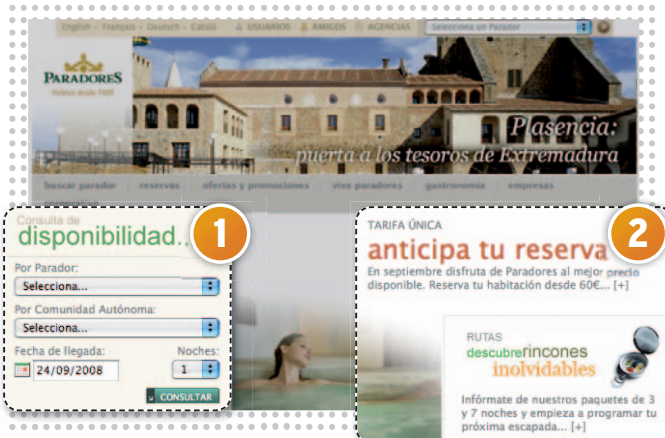 English - Français - Deutsch - Català USUARIOS AMIGOS AGENCIAS Selecciona un Parador
PARADORES
Únicos desde 1928
Plasencia:
puerta a los tesoros de Extremadura
buscar parador reservas ofertas y promociones vive paradores gastronomía empresas
Consulta de
disponibilidad..
1
Por Parador:
Selecciona...
Por Comunidad Autónoma:
Selecciona...
Fecha de llegada: Noches:
24/09/2008 1
CONSULTAR
TARIFA ÚNICA
anticipa tu reserva
2
En septiembre disfruta de Paradores al mejor precio
disponible. Reserva tu habitación desde 60€... [+]
RUTAS
descubrerincones
inolvidables
Infórmate de nuestros paquetes de 3
y 7 noches y empieza a programar tu
próxima escapada... [+]